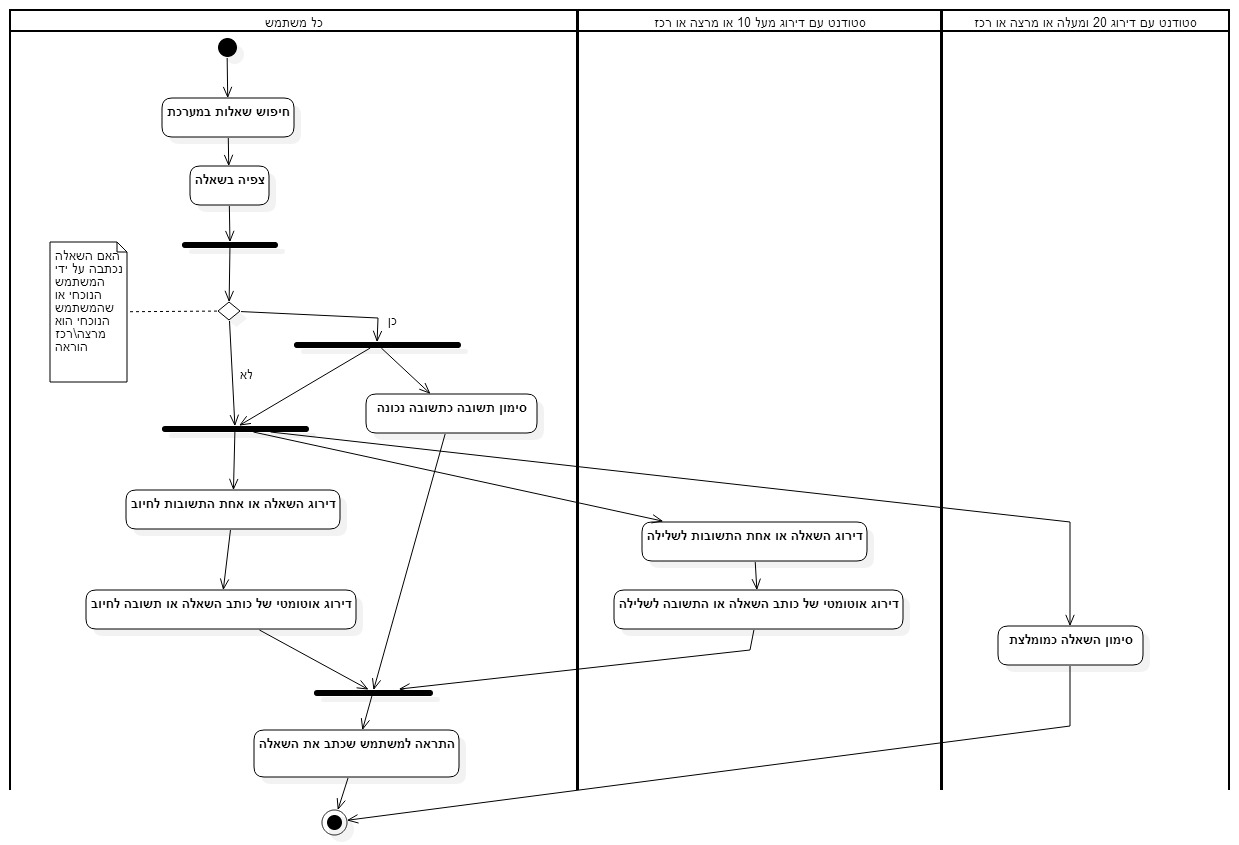 כל משתמש
סטודנט עם דירוג מעל 10 או מרצה או רכז
סטודנט עם דירוג 20 ומעלה או מרצה או רכז
חיפוש שאלות במערכת
צפיה בשאלה
האם השאלה
נכתבה על ידי
המשתמש
הנוכחי או
שהמשתמש
הנוכחי הוא
מרצה\רכז
הוראה
כן
לא
סימון תשובה כתשובה נכונה
דירוג השאלה או אחת התשובות לחיוב
דירוג השאלה או אחת התשובות לשלילה
דירוג אוטומטי של כותב השאלה או תשובה לחיוב
דירוג אוטומטי של כותב השאלה או התשובה לשלילה
סימון השאלה כמומלצת
התראה למשתמש שכתב את השאלה